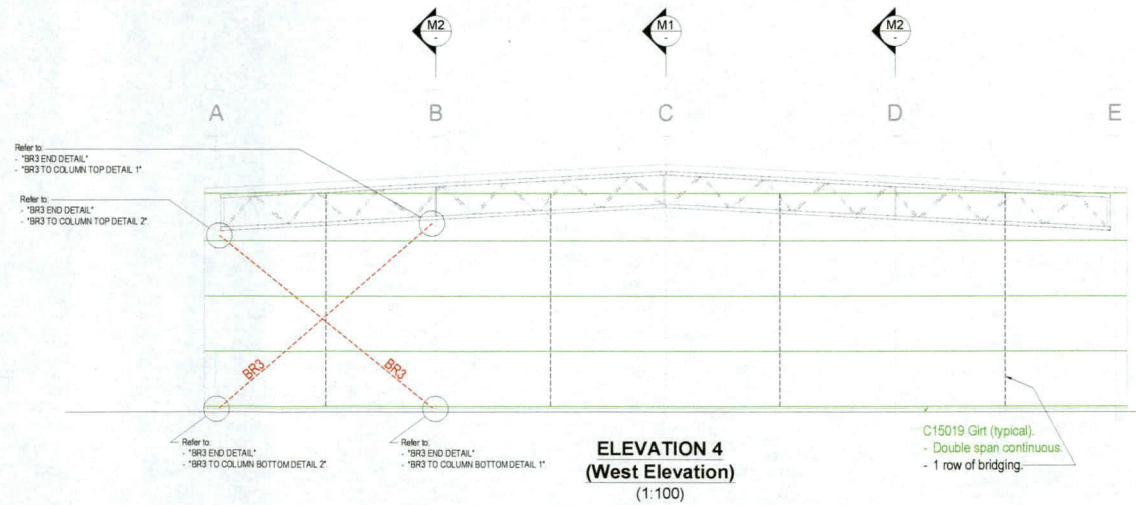 M2
-
M1
-
M2
-
A
B
C
D
E
Refer to:
- "BR3 END DETAIL"
- "BR3 TO COLUMN TOP DETAIL 1".
Refer to:
- "BR3 END DETAIL"
- "BR3 TO COLUMN TOP DETAIL 2".
BR3
BR3
Refer to:
- "BR3 END DETAIL"
- "BR3 TO COLUMN BOTTOM DETAIL 2".
Refer to:
- "BR3 END DETAIL"
- "BR3 TO COLUMN BOTTOM DETAIL 1".
ELEVATION 4
(West Elevation)
(1:100)
C15019 Girt (typical).
- Double span continuous.
- 1 row of bridging.